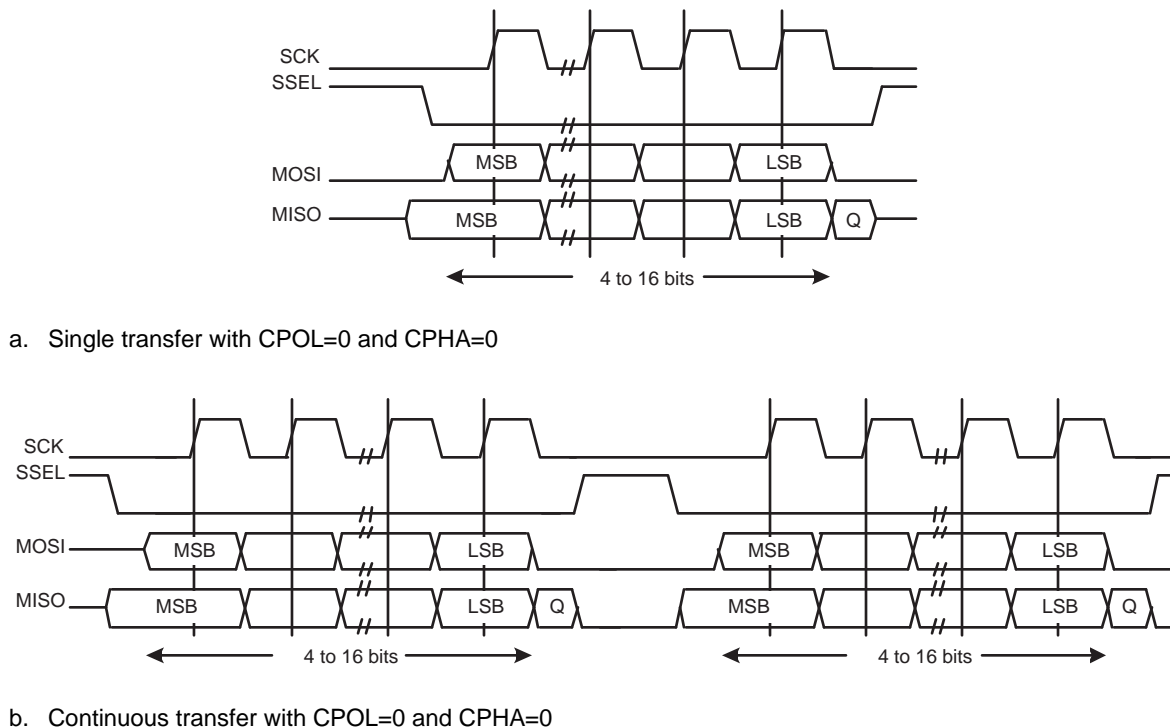 SCK
SSEL
MOSI MSB LSB
MISO MSB LSB Q
4 to 16 bits
a. Single transfer with CPOL=0 and CPHA=0
SCK
SSEL
MOSI MSB LSB MSB LSB
MISO MSB LSB Q MSB LSB Q
4 to 16 bits 4 to 16 bits
b. Continuous transfer with CPOL=0 and CPHA=0